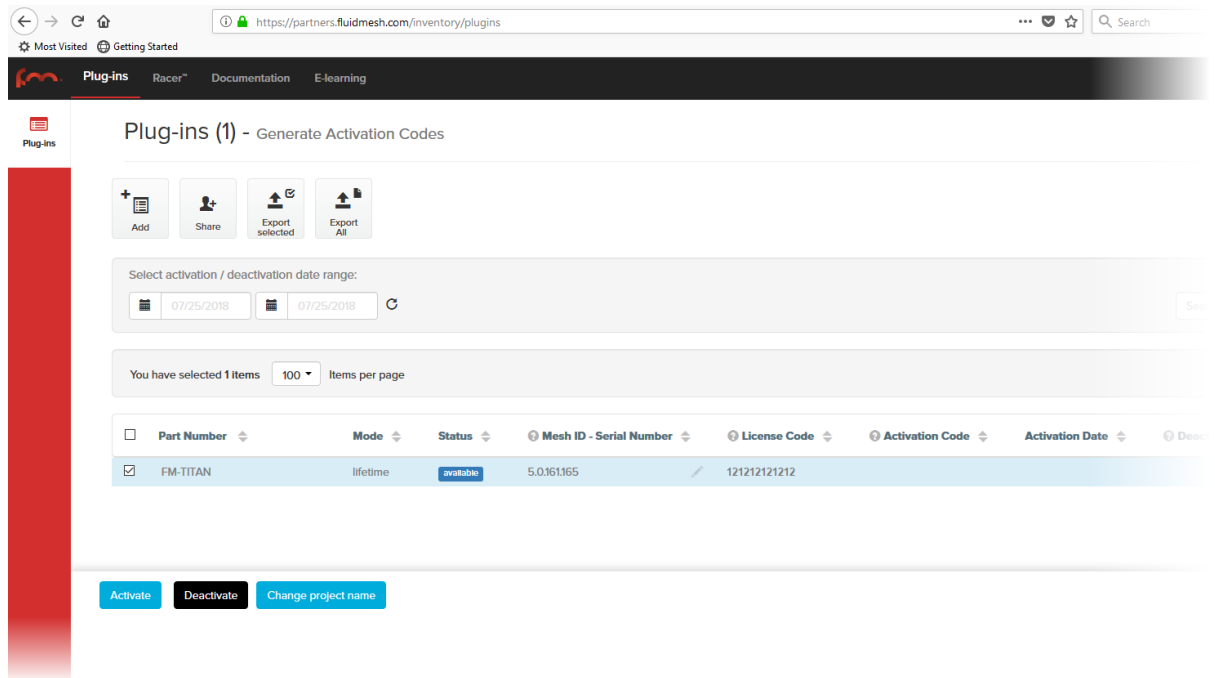 https://partners.fluidmesh.com/inventory/plugins
Search
Most Visited Getting Started
fm. Plug-ins Racer™ Documentation E-learning
Plug-ins
Plug-ins (1) - Generate Activation Codes
Add Share Export selected Export All
Select activation / deactivation date range:
07/25/2018 07/25/2018
You have selected 1 items 100 Items per page
Part Number Mode Status Mesh ID - Serial Number License Code Activation Code Activation Date
FM-TITAN lifetime available 5.0.161.165 121212121212
Activate Deactivate Change project name